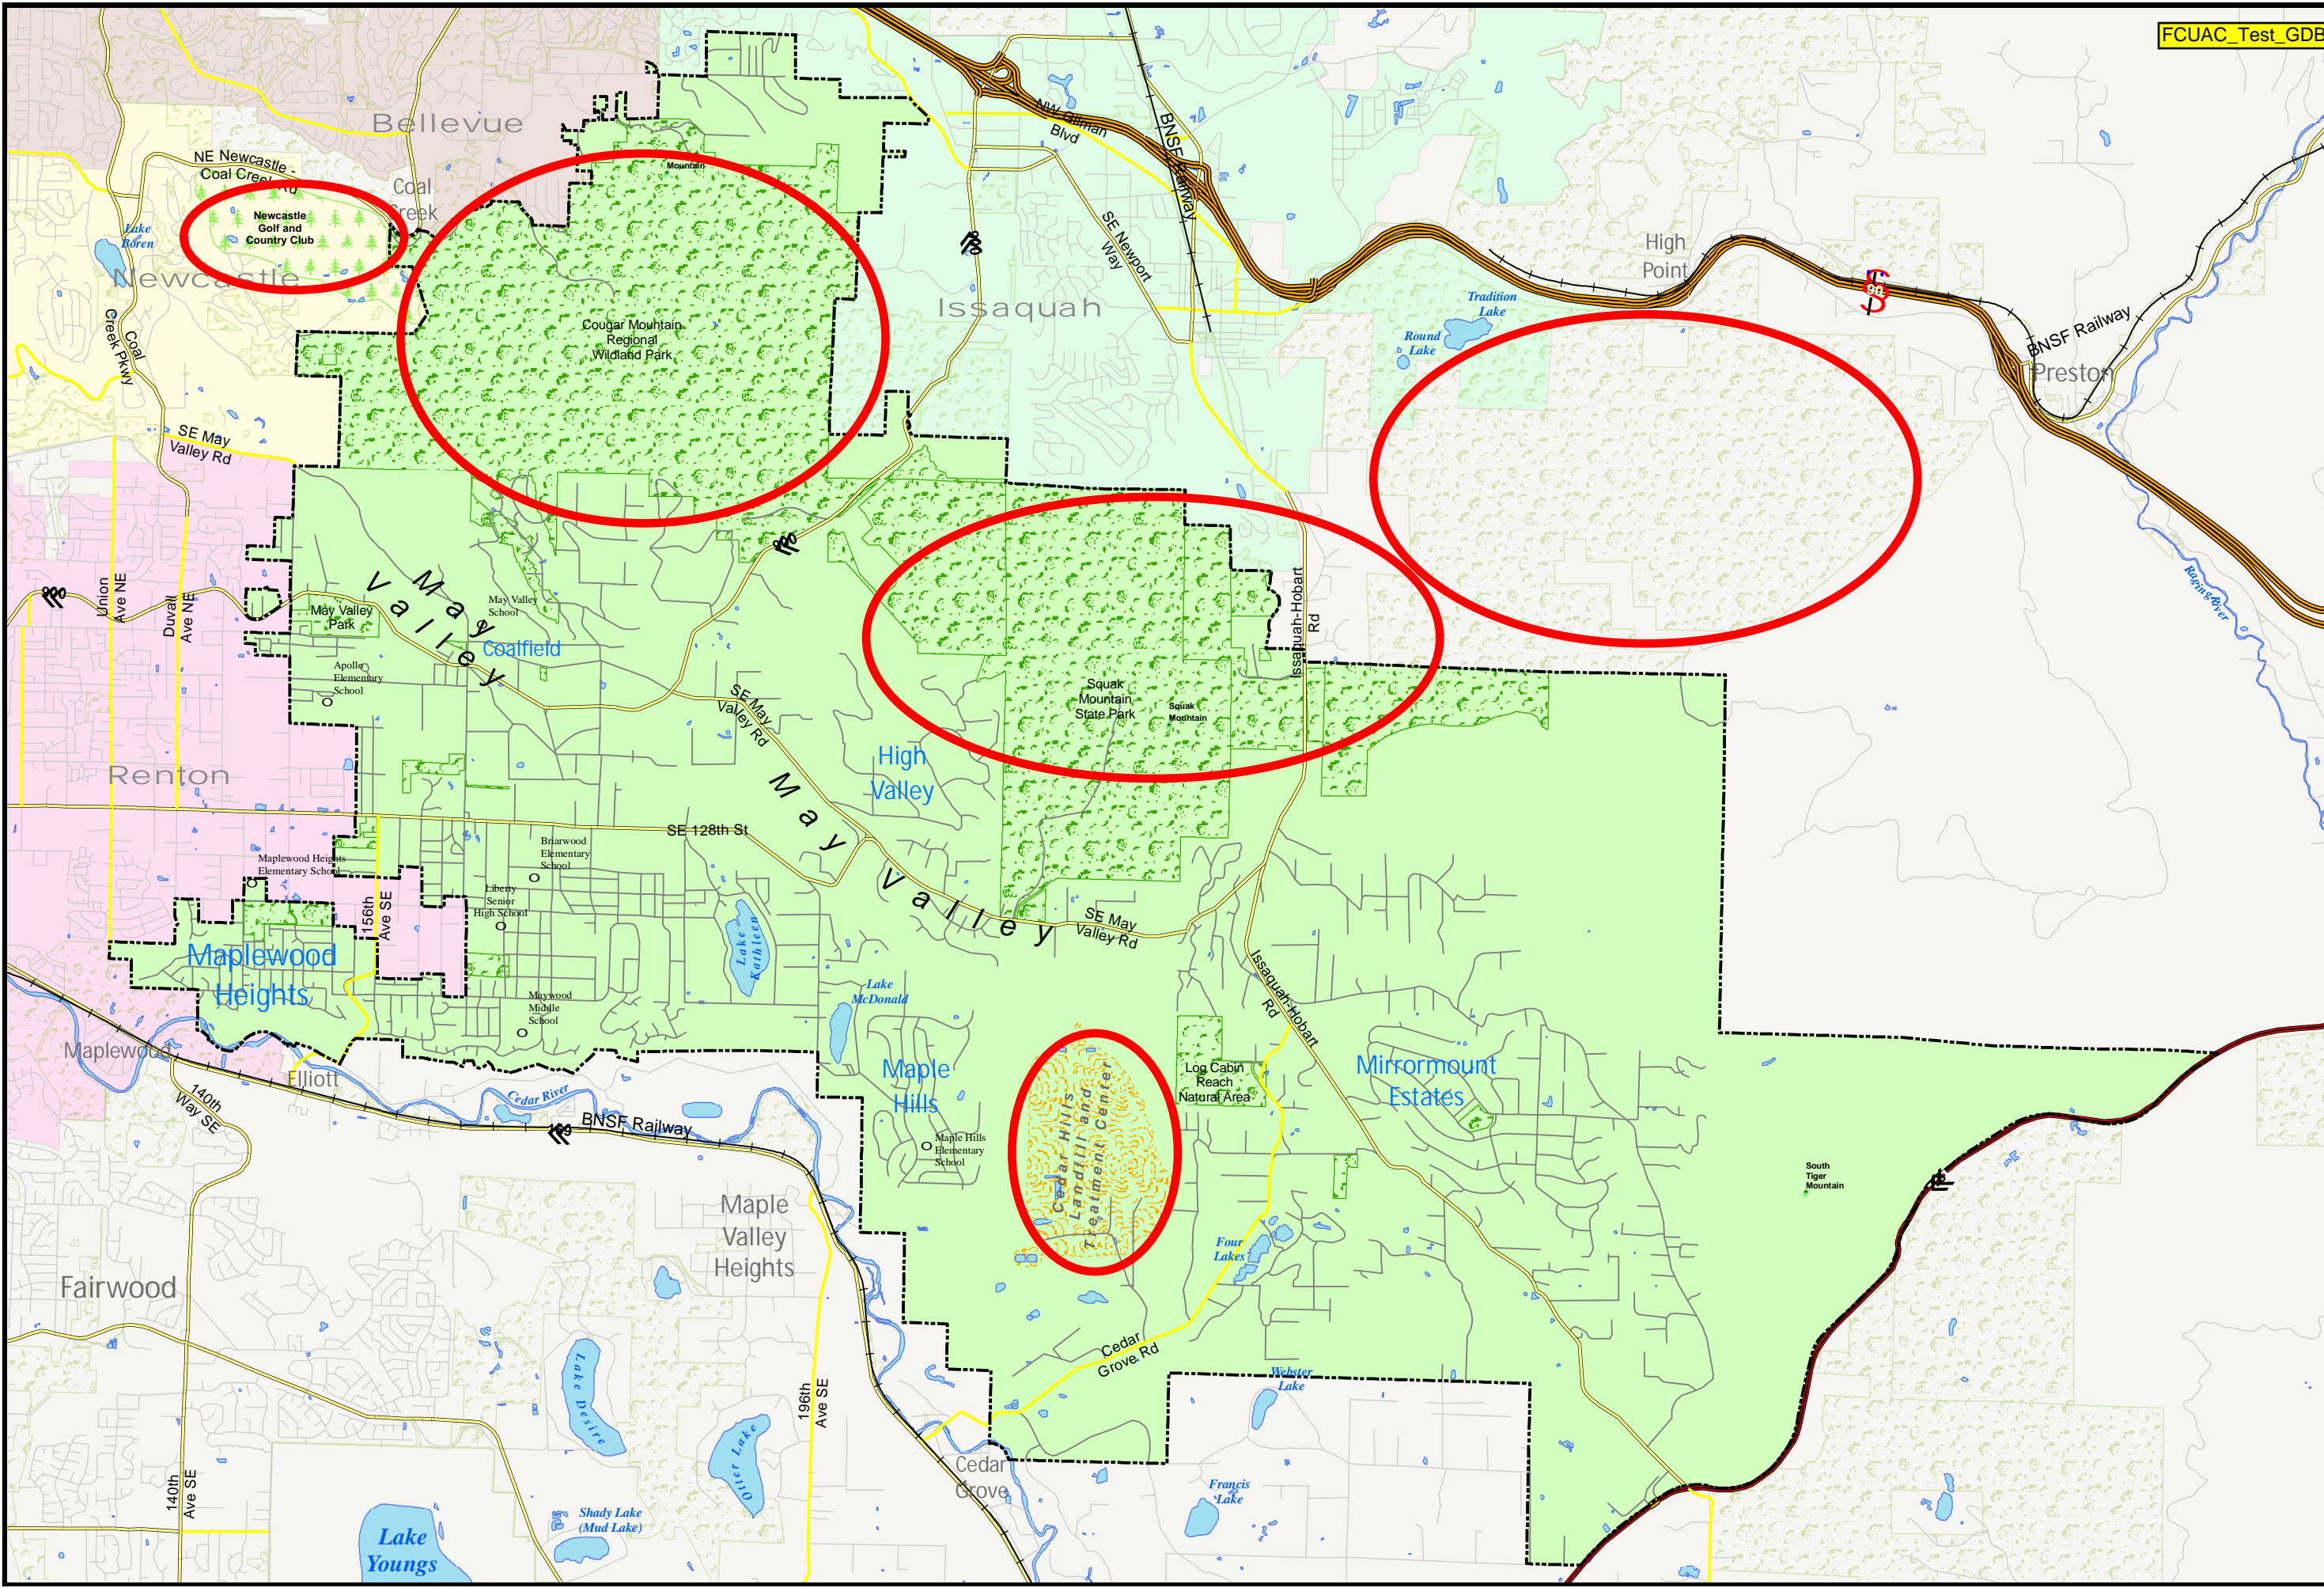 FCUAC_Test_GDB
Bellevue
NW Gilman
Blvd
BNSF Railway
NE Newcastle -
Coal Creek Rd
Coal
Creek
Mountain
Newcastle
Golf and
Country Club
Lake
Boren
Newcastle
SE Newport
Way
900
High
Point
90
Issaquah
Tradition
Lake
Round
Lake
BNSF Railway
Preston
Cougar Mountain
Regional
Wildland Park
Coal
Creek Pkwy
SE May
Valley Rd
900
900
Union
Ave NE
Duvall
Ave NE
May
Valley
May Valley
Park
May Valley
School
Coalfield
Issaquah-Hobart
Rd
Raging River
Apollo
Elementary
School
SE May
Valley Rd
Squak
Mountain
State Park
Squak
Mountain
Renton
High
Valley
May
Valley
SE 128th St
Briarwood
Elementary
School
Maplewood Heights
Elementary School
Liberty
Senior
High School
156th
Ave SE
SE May
Valley Rd
Lake
Kathleen
Maplewood
Heights
Issaquah-Hobart
Rd
Lake
McDonald
Maywood
Middle
School
Maplewood
Elliott
140th
Way SE
Cedar River
BNSF Railway
169
Maple
Hills
Maple Hills
Elementary
School
Cedar Hills
Landfill and
Treatment Center
Log Cabin
Reach
Natural Area
Mirrormount
Estates
South
Tiger
Mountain
Maple
Valley
Heights
Four
Lakes
Fairwood
Cedar
Grove Rd
Webster
Lake
Lake Desire
196th
Ave SE
Otter Lake
Cedar
Grove
Francis
Lake
140th
Ave SE
Shady Lake
(Mud Lake)
Lake
Youngs